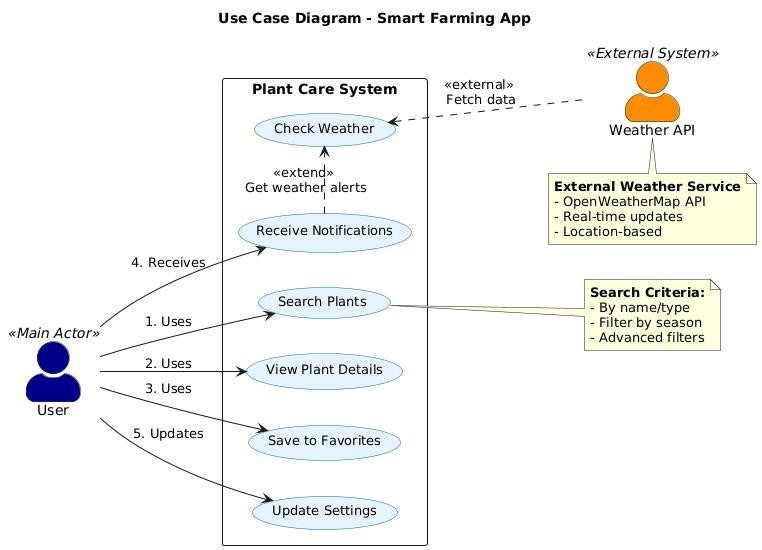 Use Case Diagram - Smart Farming App
«External System»
Weather API
Plant Care System
«external»
Fetch data
Check Weather
«extend»
Get weather alerts
External Weather Service
- OpenWeatherMap API
- Real-time updates
- Location-based
Receive Notifications
4. Receives
Search Criteria:
- By name/type
- Filter by season
- Advanced filters
Search Plants
1. Uses
«Main Actor»
User
2. Uses
View Plant Details
3. Uses
Save to Favorites
5. Updates
Update Settings